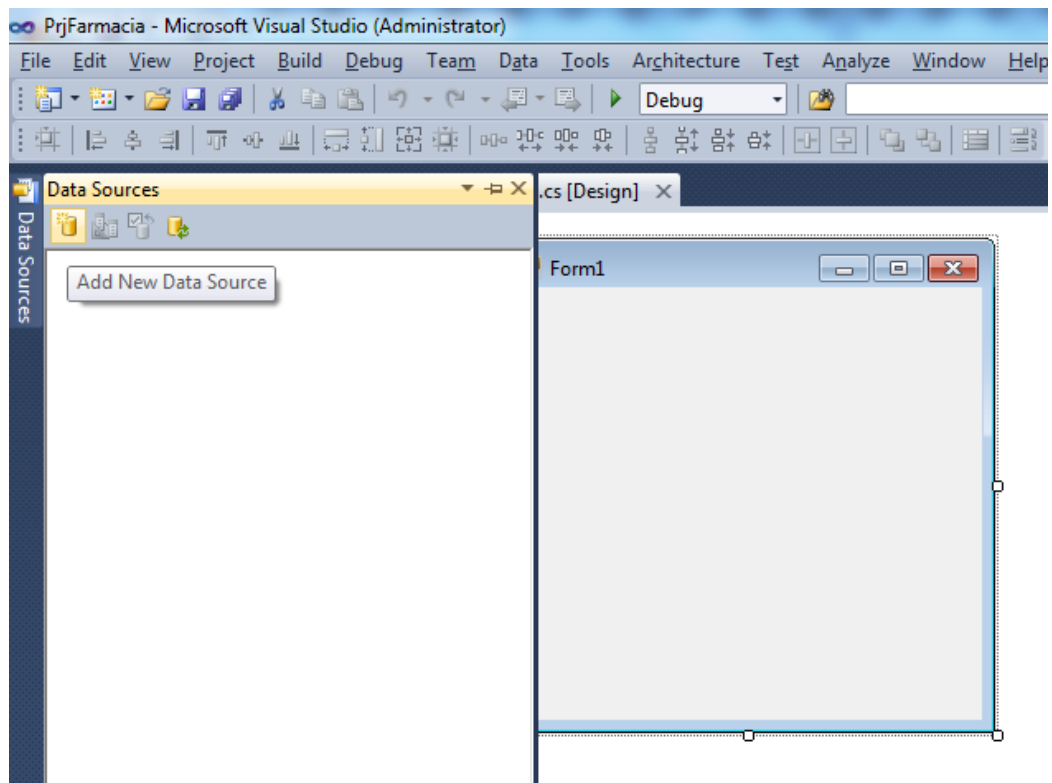 PrjFarmacia - Microsoft Visual Studio (Administrator)
File Edit View Project Build Debug Team Data Tools Architecture Test Analyze Window Help
Debug
Data Sources
Data Sources
.cs [Design]
Add New Data Source
Form1